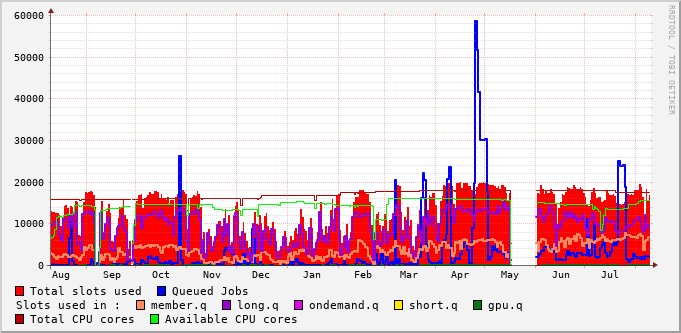 60000
50000
40000
30000
20000
10000
0
Aug Sep Oct Nov Dec Jan Feb Mar Apr May Jun Jul
RRDTOOL / TOBI OETIKER
Total slots used Queued Jobs
Slots used in : member.q long.q ondemand.q short.q gpu.q
Total CPU cores Available CPU cores